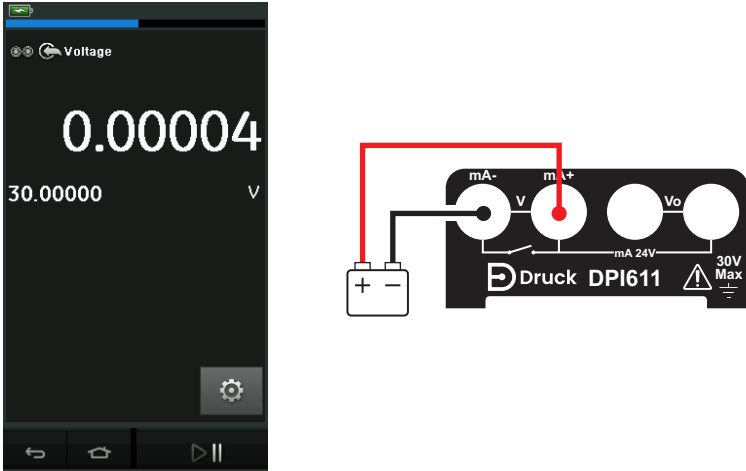 Voltage
0.00004
30.00000 V
mA- mA+
V Vo
mA 24V
30V
Max
Druck DPI611
+ −